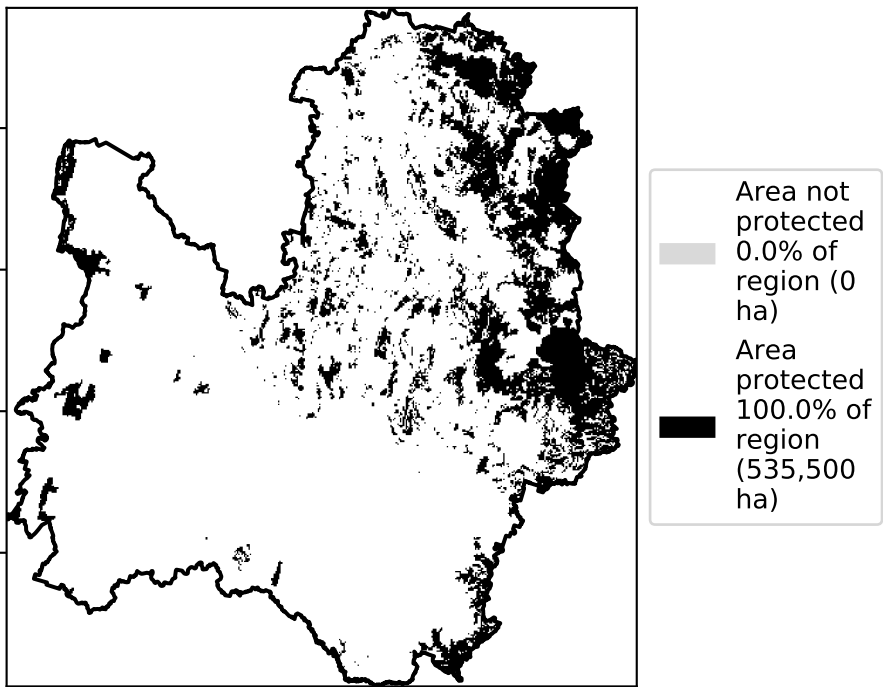 Area not
protected
0.0% of
region (0
ha)
Area
protected
100.0% of
region
(535,500
ha)